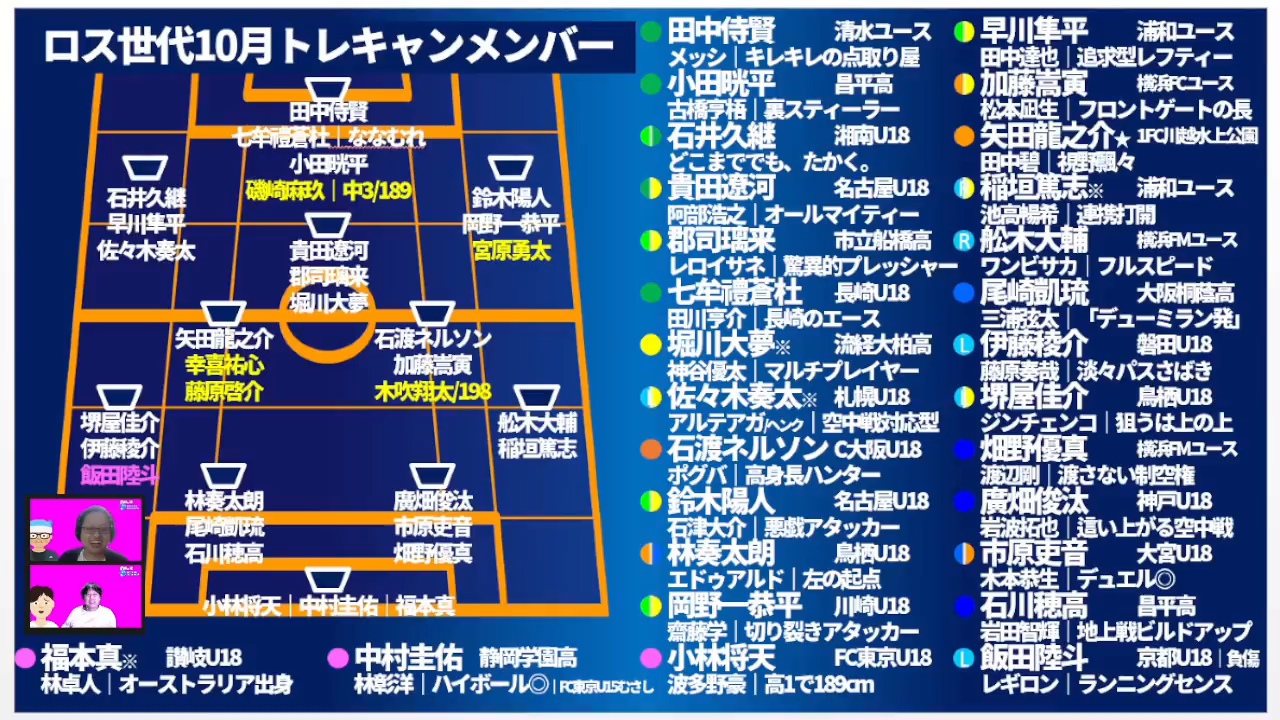 ロス世代10月トレキャンメンバー
田中侍賢
七牟禮蒼杜｜ななむれ
小田晄平
磯崎麻玖｜中3/189
石井久継
早川隼平
佐々木奏太
鈴木陽人
岡野一恭平
宮原勇太
貴田遼河
郡司璃来
堀川大夢
矢田龍之介
幸喜祐心
藤原啓介
石渡ネルソン
加藤嵩寅
木吹翔太/198
堺屋佳介
伊藤稜介
飯田陸斗
舩木大輔
稲垣篤志
林奏太朗
尾崎凱琉
石川穂高
廣畑俊汰
市原吏音
畑野優真
小林将天｜中村圭佑｜福本真
福本真※ 讃岐U18
林卓人｜オーストラリア出身
中村圭佑 静岡学園高
林彰洋｜ハイボール◎｜FC東京U15むさし
田中侍賢 清水ユース
メッシ｜キレキレの点取り屋
小田晄平 昌平高
古橋亨梧｜裏スティーラー
石井久継 湘南U18
どこまででも、たかく。
貴田遼河 名古屋U18
阿部浩之｜オールマイティー
郡司璃来 市立船橋高
レロイサネ｜驚異的プレッシャー
七牟禮蒼杜 長崎U18
田川亨介｜長崎のエース
堀川大夢※ 流経大柏高
神谷優太｜マルチプレイヤー
佐々木奏太※ 札幌U18
アルテアガ/ヘンク｜空中戦対応型
石渡ネルソン C大阪U18
ポグバ｜高身長ハンター
鈴木陽人 名古屋U18
石津大介｜悪戯アタッカー
林奏太朗 鳥栖U18
エドゥアルド｜左の起点
岡野一恭平 川崎U18
齋藤学｜切り裂きアタッカー
小林将天 FC東京U18
波多野豪｜高1で189cm
早川隼平 浦和ユース
田中達也｜追求型レフティー
加藤嵩寅 横浜FCユース
松本凪生｜フロントゲートの長
矢田龍之介★ 1FC川越水上公園
田中碧｜視野飄々
稲垣篤志※ 浦和ユース
池高暢希｜連携打開
R 舩木大輔 横浜FMユース
ワンビサカ｜フルスピード
尾崎凱琉 大阪桐蔭高
三浦弦太｜「デューミラン発」
L 伊藤稜介 磐田U18
藤原奏哉｜淡々パスさばき
堺屋佳介 鳥栖U18
ジンチェンコ｜狙うは上の上
畑野優真 横浜FMユース
渡辺剛｜渡さない制空権
廣畑俊汰 神戸U18
岩波拓也｜這い上がる空中戦
市原吏音 大宮U18
木本恭生｜デュエル◎
石川穂高 昌平高
岩田智輝｜地上戦ビルドアップ
L 飯田陸斗 京都U18｜負傷
レギロン｜ランニングセンス